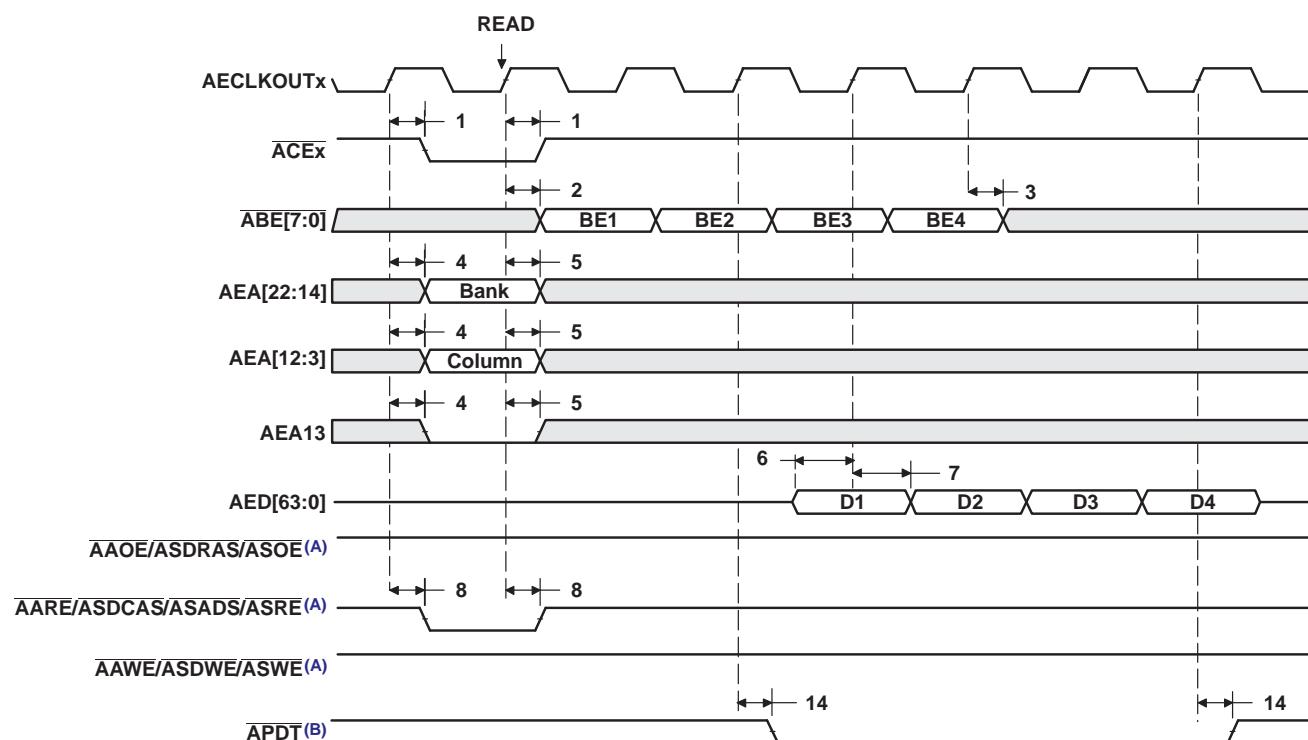 READ
AECLKOUTx
1 1
ACEx
2 3
ABE[7:0] BE1 BE2 BE3 BE4
4 5
AEA[22:14] Bank
4 5
AEA[12:3] Column
4 5
AEA13
6 7
AED[63:0] D1 D2 D3 D4
AAOE/ASDRAS/ASOE(A)
8 8
AARE/ASDCAS/ASADS/ASRE(A)
AAWE/ASDWE/ASWE(A)
14 14
APDT(B)